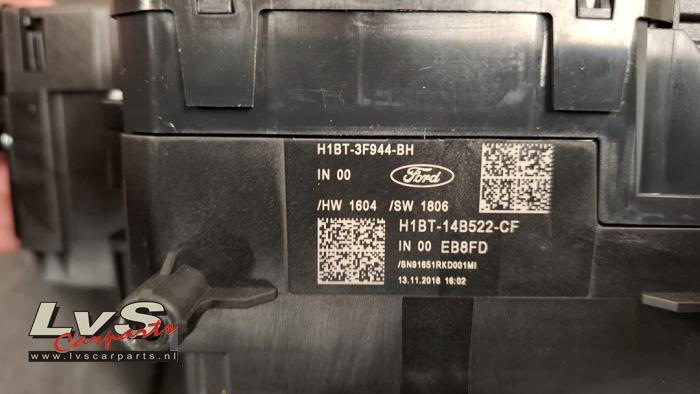 H1BT-3F944-BH
IN 00 Ford
/HW 1604 /SW 1806
H1BT-14B522-CF
IN 00 EB8FD
/SN91651RKD001MI
13.11.2018 16:02
LvS
Carparts
www.lvscarparts.nl